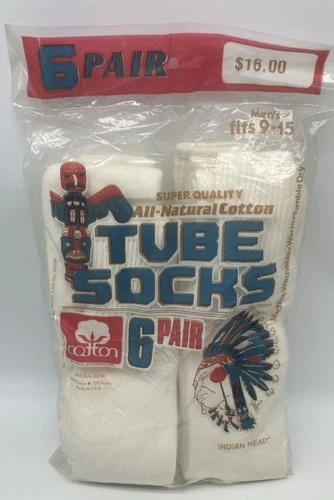 6 PAIR
$16.00
Men's
fits 9-15
SUPER QUALITY
All-Natural Cotton
TUBE
SOCKS
6 PAIR
cotton
INDIAN HEAD